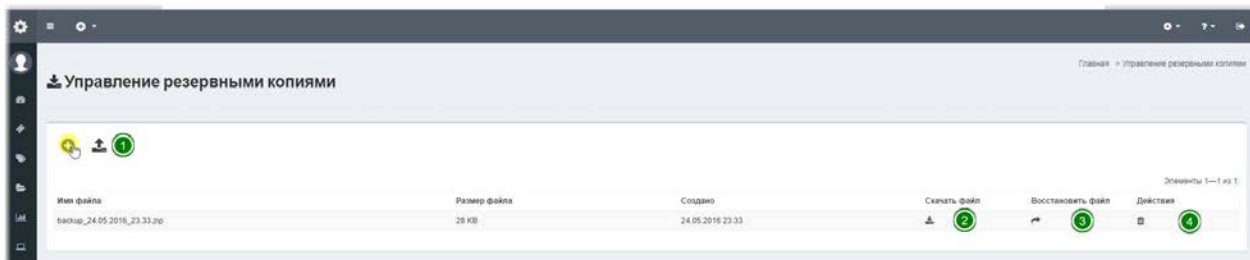 ?
Главная > Управление резервными копиями
Управление резервными копиями
1
Элементы 1—1 из 1.
Имя файла Размер файла Создано Скачать файл Восстановить файл Действия
backup_24.05.2016_23.33.zip 28 KB 24.05.2016 23:33 2 3 4